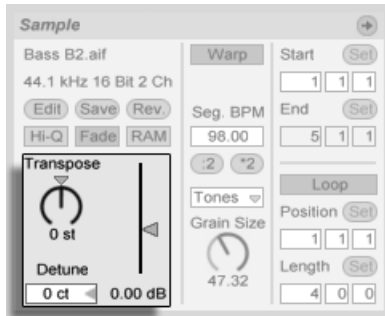 Sample
Bass B2.aif
44.1 kHz 16 Bit 2 Ch
Edit Save Rev.
Hi-Q Fade RAM
Transpose
0 st
Detune
0 ct 0.00 dB
Warp
Seg. BPM
98.00
:2 *2
Tones
Grain Size
47.32
Start Set
1 1 1
End Set
5 1 1
Loop
Position Set
1 1 1
Length Set
4 0 0